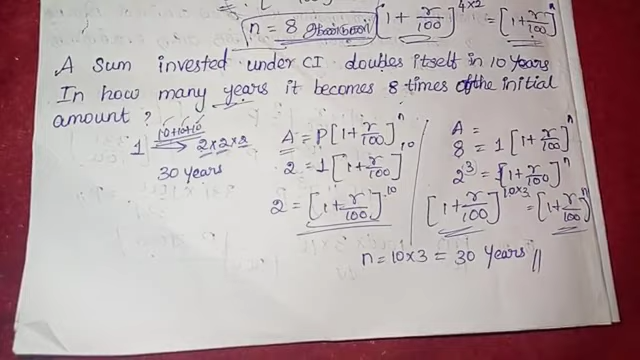 n = 8 ஆண்டுகள் [1 + r/100]^4×2 = [1 + r/100]^n
A Sum invested under CI doubles itself in 10 years
In how many years it becomes 8 times of the initial
amount ?
10+10+10
1 → 2×2×2
30 years
A = P[1 + r/100]^n
2 = 1[1 + r/100]^10
2 = [1 + r/100]^10
A =
8 = 1[1 + r/100]^n
2^3 = [1 + r/100]^n
[1 + r/100]^10×3 = [1 + r/100]^n
n = 10×3 = 30 years //